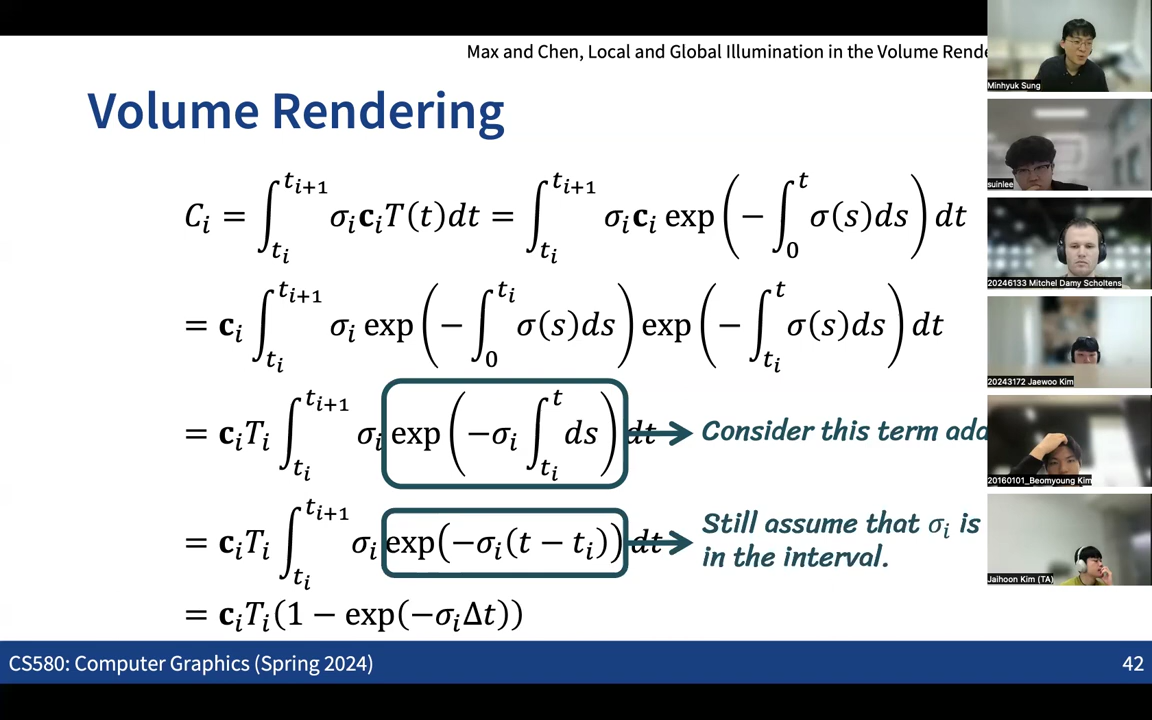 Max and Chen, Local and Global Illumination in the Volume
Volume Rendering
C_i = ∫_{t_i}^{t_{i+1}} σ_i 𝐜_i T(t)dt = ∫_{t_i}^{t_{i+1}} σ_i 𝐜_i exp(−∫_0^t σ(s)ds) dt
= 𝐜_i ∫_{t_i}^{t_{i+1}} σ_i exp(−∫_0^{t_i} σ(s)ds) exp(−∫_{t_i}^t σ(s)ds) dt
= 𝐜_i T_i ∫_{t_i}^{t_{i+1}} σ_i exp(−σ_i ∫_{t_i}^t ds) dt
Consider this term
= 𝐜_i T_i ∫_{t_i}^{t_{i+1}} σ_i exp(−σ_i(t − t_i)) dt
Still assume that σ_i is
in the interval.
= 𝐜_i T_i(1 − exp(−σ_i Δt))
CS580: Computer Graphics (Spring 2024)
42
Minhyuk Sung
suinlee
20246133 Mitchel Damy Scholtens
20243172 Jaewoo Kim
20160101_Beomyoung Kim
Jaihoon Kim (TA)